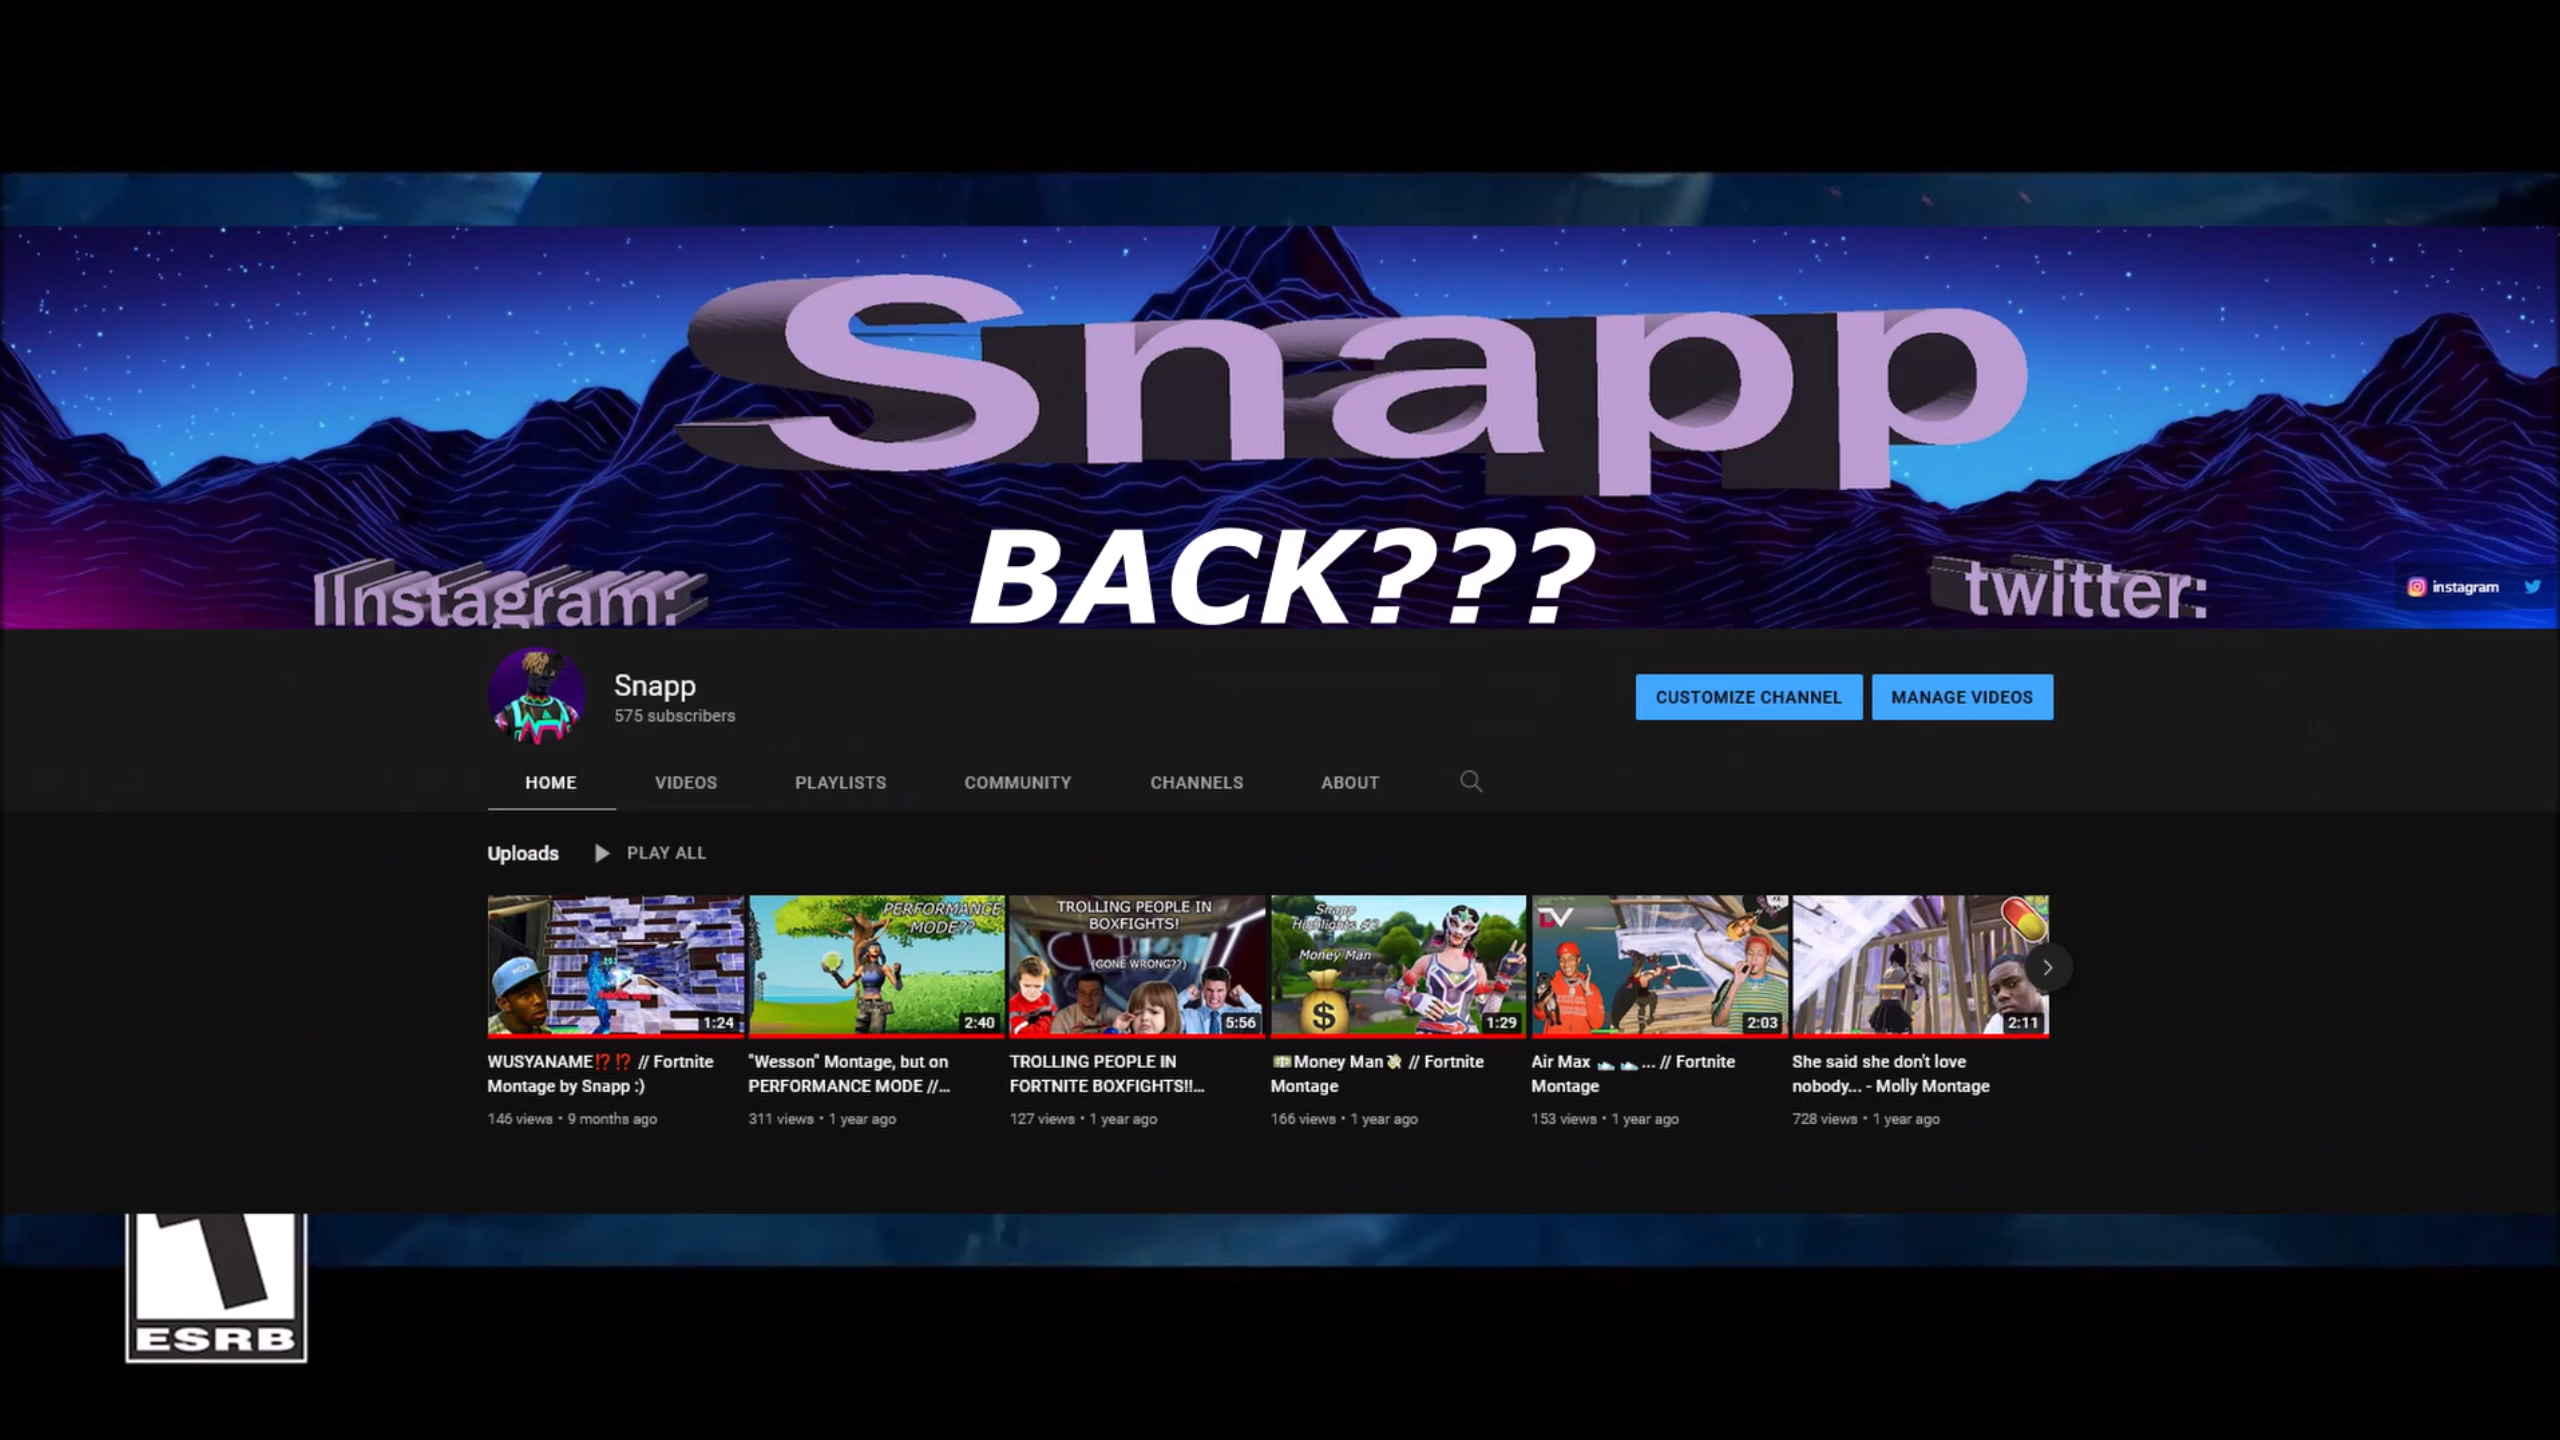 Snapp
BACK???
Instagram:
twitter:
instagram
Snapp
575 subscribers
CUSTOMIZE CHANNEL
MANAGE VIDEOS
HOME
VIDEOS
PLAYLISTS
COMMUNITY
CHANNELS
ABOUT
Uploads
PLAY ALL
1:24
WUSYANAME⁉️⁉️ // Fortnite
Montage by Snapp :)
146 views • 9 months ago
PERFORMANCE
MODE??
2:40
"Wesson" Montage, but on
PERFORMANCE MODE //...
311 views • 1 year ago
TROLLING PEOPLE IN
BOXFIGHTS!
(GONE WRONG??)
5:56
TROLLING PEOPLE IN
FORTNITE BOXFIGHTS!!...
127 views • 1 year ago
Snapp
Highlights #2
Money Man
1:29
💵Money Man💸 // Fortnite
Montage
166 views • 1 year ago
2:03
Air Max 👟 👟 ... // Fortnite
Montage
153 views • 1 year ago
2:11
She said she don't love
nobody... - Molly Montage
728 views • 1 year ago
ESRB